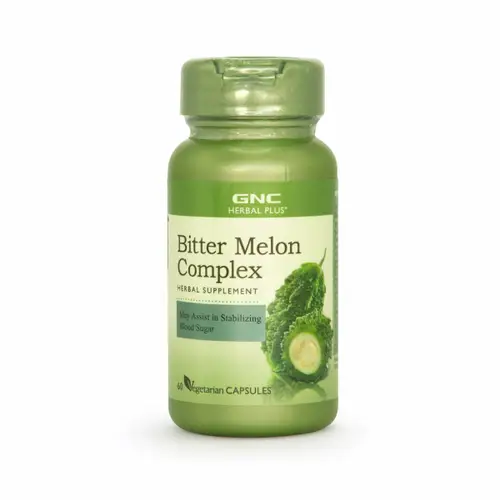 GNC
HERBAL PLUS®
Bitter Melon
Complex
HERBAL SUPPLEMENT
May Assist in Stabilizing
Blood Sugar
60 Vegetarian CAPSULES